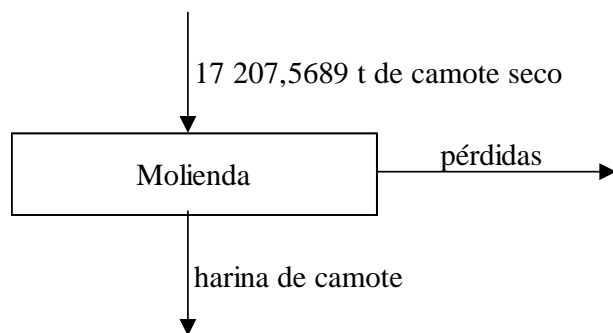 17 207,5689 t de camote seco
pérdidas
Molienda
harina de camote